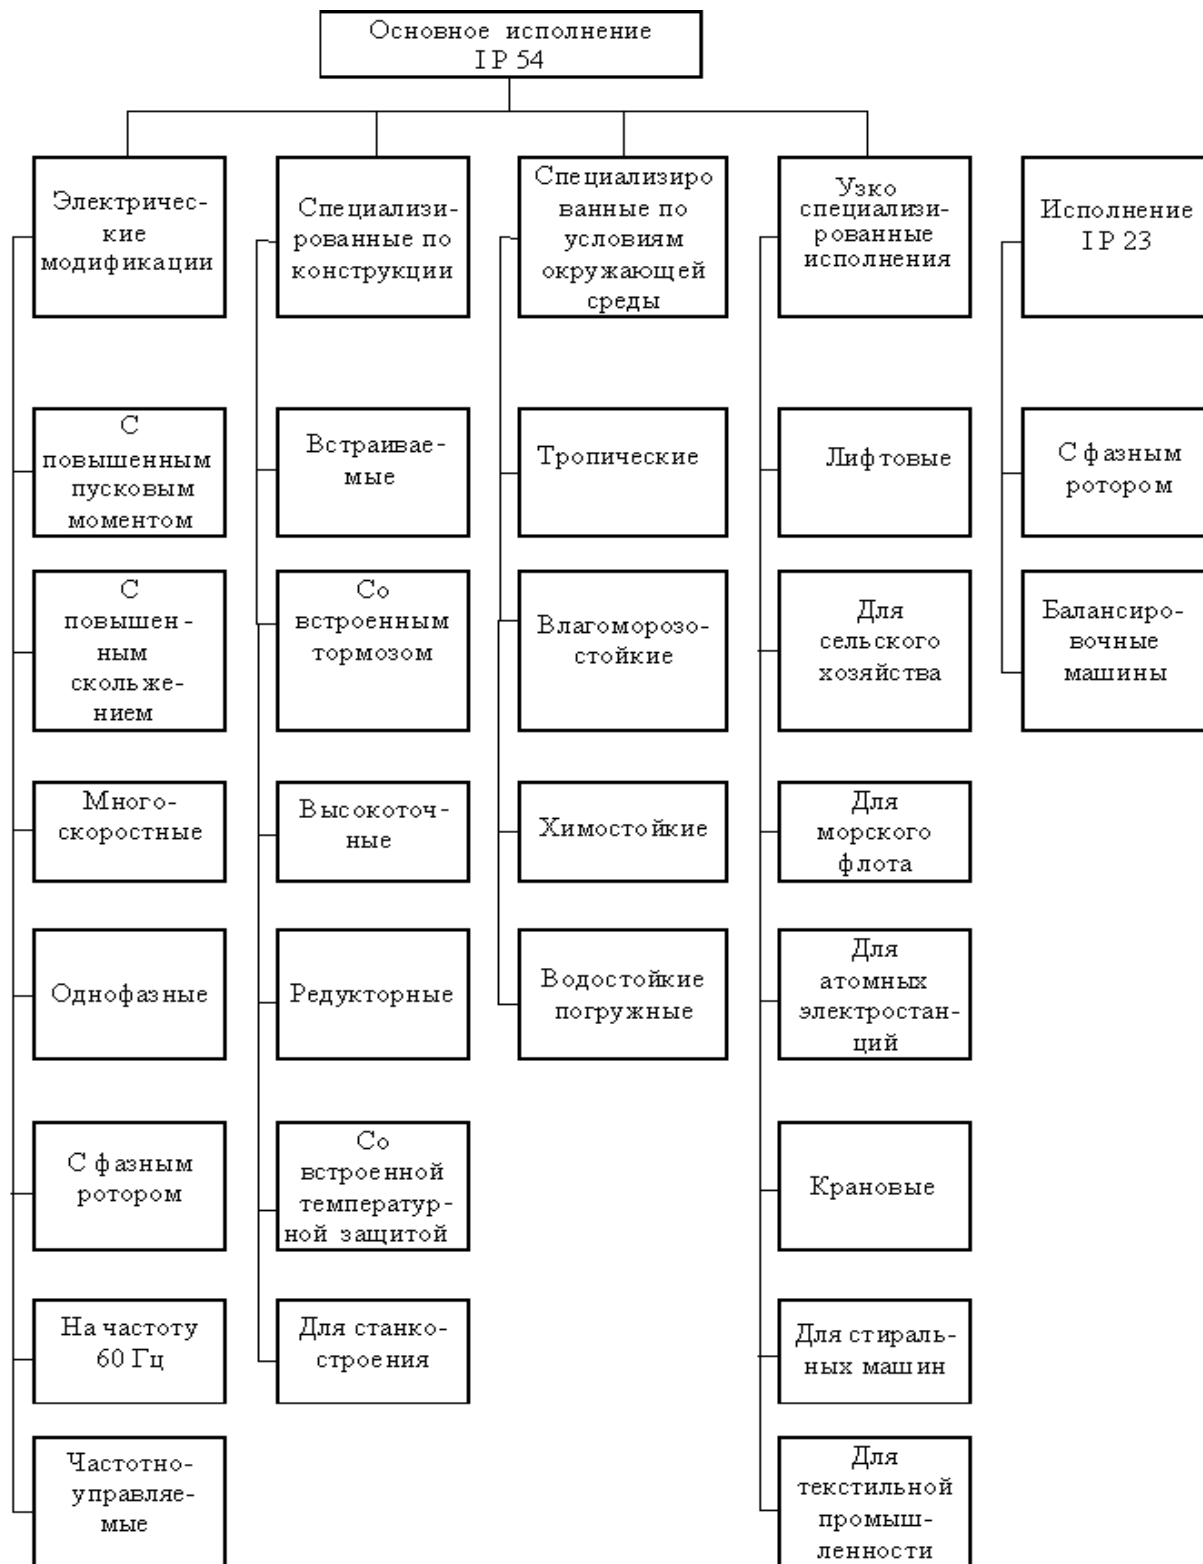 Основное исполнение
IP 54
Электричес-
кие
модификации
Специализи-
рованные по
конструкции
Специализиро
ванные по
условиям
окружающей
среды
Узко
специализи-
рованные
исполнения
Исполнение
IP 23
С
повышенным
пусковым
моментом
Встраивае-
мые
Тропические
Лифтовые
С фазным
ротором
С
повышен-
ным
скольже-
нием
Со
встроенным
тормозом
Влагоморозо-
стойкие
Для
сельского
хозяйства
Балансиро-
вочные
машины
Много-
скоростные
Высокоточ-
ные
Химостойкие
Для
морского
флота
Однофазные
Редукторные
Водостойкие
погружные
Для
атомных
электростан-
ций
С фазным
ротором
Со
встроенной
температур-
ной защитой
Крановые
На частоту
60 Гц
Для станко-
строения
Для стираль-
ных машин
Частотно-
управляе-
мые
Для
текстильной
промыш-
ленности